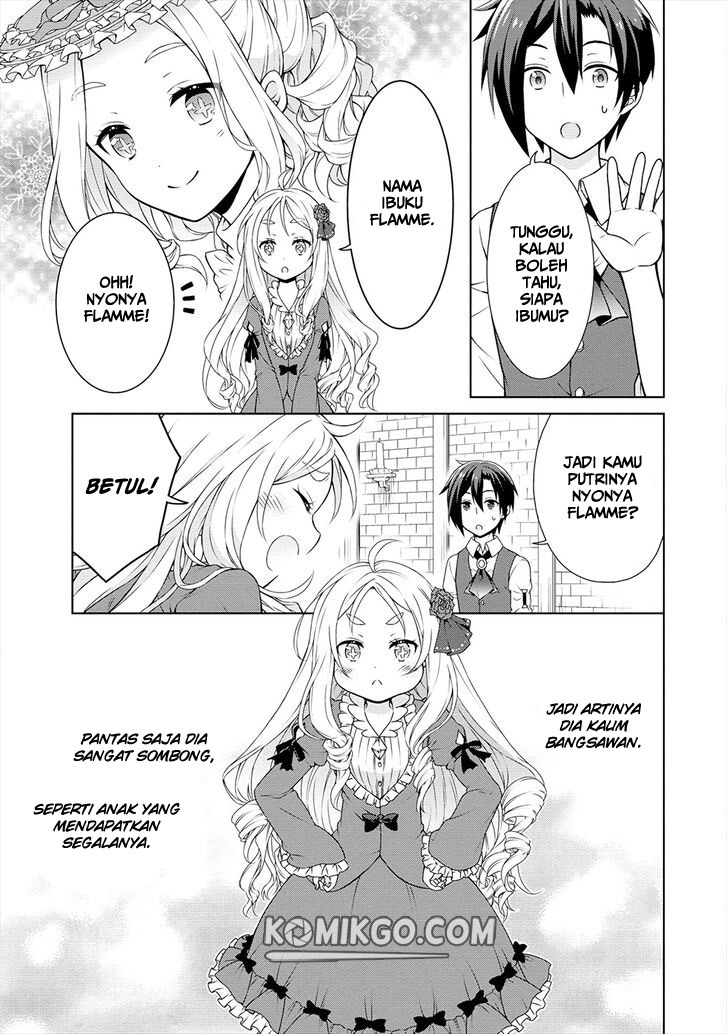 TUNGGU,
KALAU
BOLEH
TAHU,
SIAPA
IBUMU?
NAMA
IBUKU
FLAMME.
OHH!
NYONYA
FLAMME!
JADI KAMU
PUTRINYA
NYONYA
FLAMME?
BETUL!
JADI ARTINYA
DIA KAUM
BANGSAWAN.
PANTAS SAJA DIA
SANGAT SOMBONG,
SEPERTI ANAK YANG
MENDAPATKAN
SEGALANYA.
KOMIKGO.COM